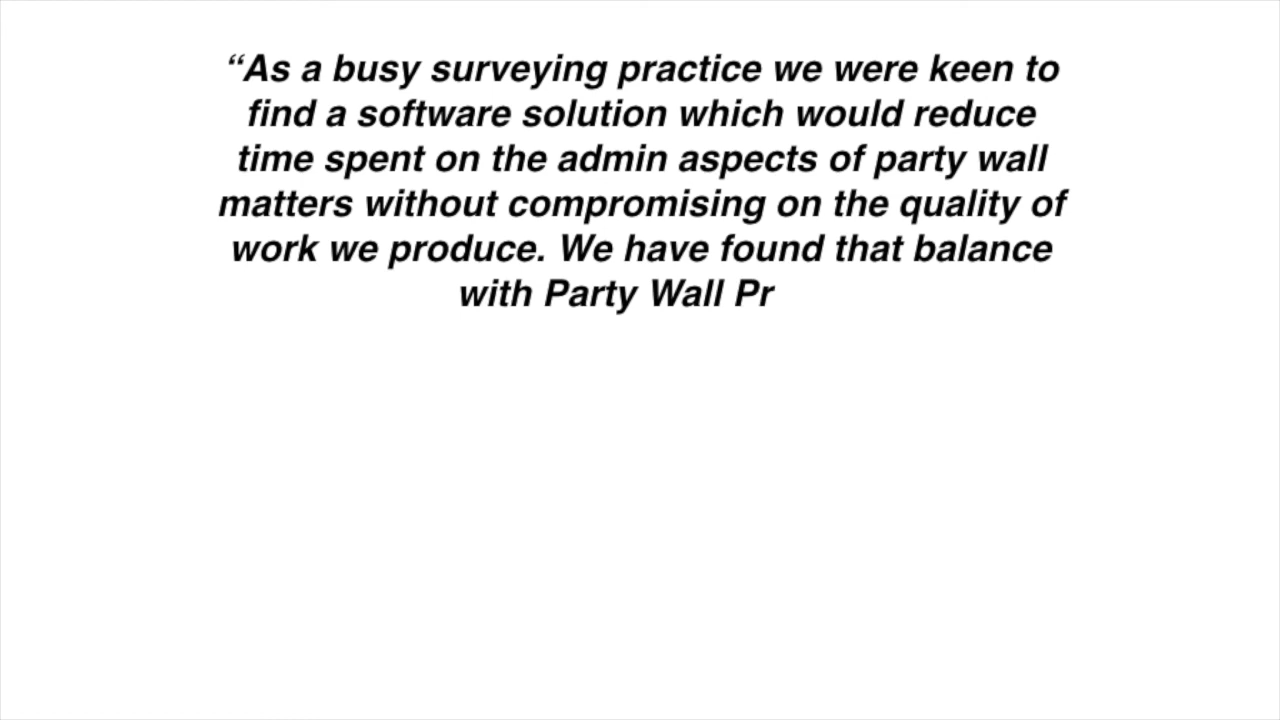 “As a busy surveying practice we were keen to
find a software solution which would reduce
time spent on the admin aspects of party wall
matters without compromising on the quality of
work we produce. We have found that balance
with Party Wall Pr